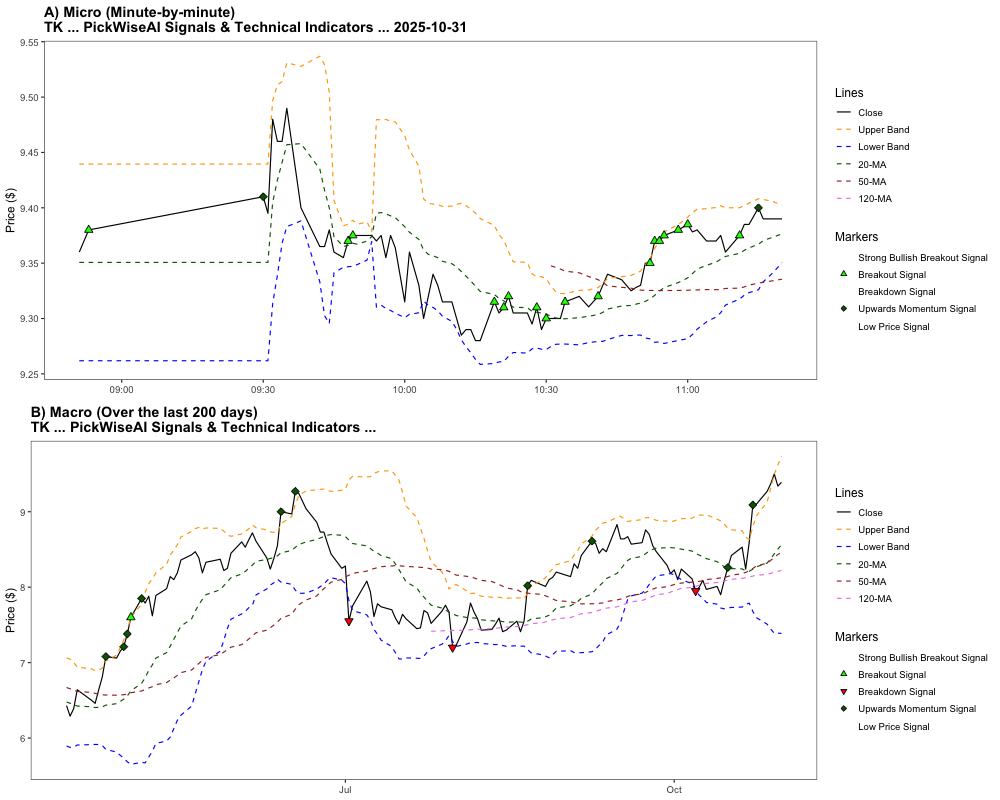 A) Micro (Minute-by-minute)
TK ... PickWiseAI Signals & Technical Indicators ... 2025-10-31
Price ($)
9.55
9.50
9.45
9.40
9.35
9.30
9.25
09:00
09:30
10:00
10:30
11:00
Lines
Close
Upper Band
Lower Band
20-MA
50-MA
120-MA
Markers
Strong Bullish Breakout Signal
Breakout Signal
Breakdown Signal
Upwards Momentum Signal
Low Price Signal
B) Macro (Over the last 200 days)
TK ... PickWiseAI Signals & Technical Indicators ...
Price ($)
9
8
7
6
Jul
Oct
Lines
Close
Upper Band
Lower Band
20-MA
50-MA
120-MA
Markers
Strong Bullish Breakout Signal
Breakout Signal
Breakdown Signal
Upwards Momentum Signal
Low Price Signal